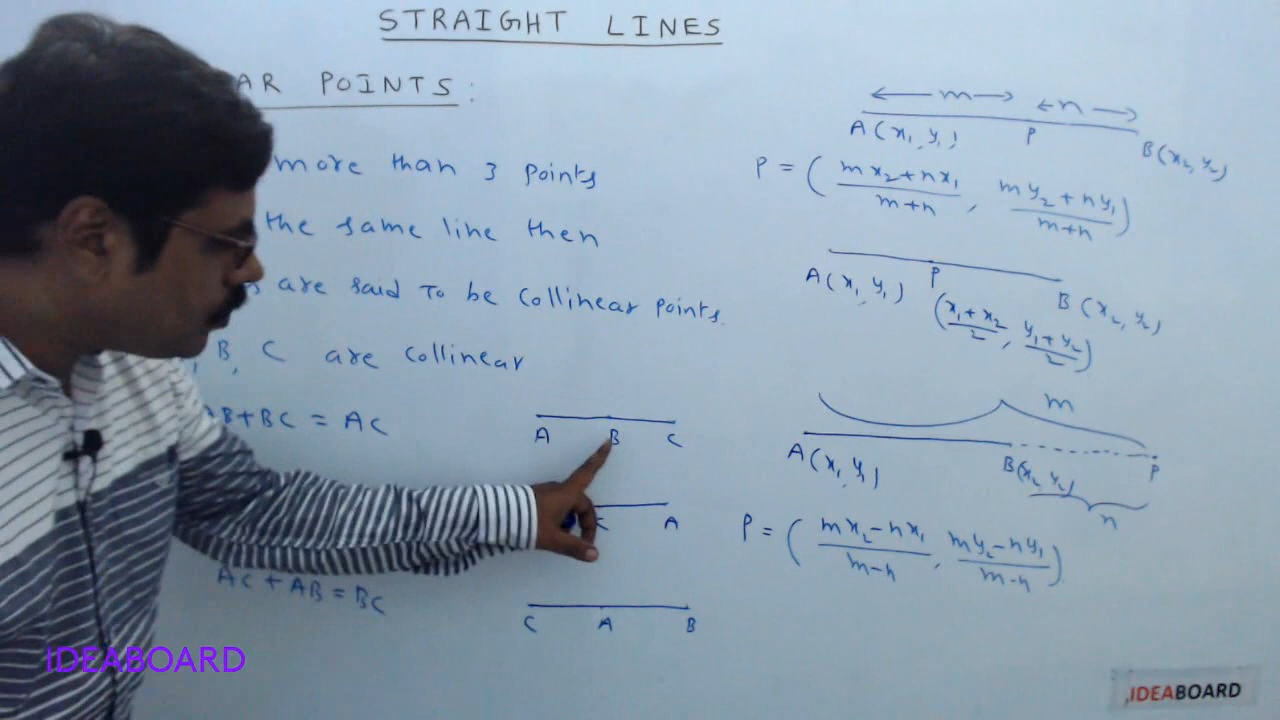 STRAIGHT LINES
AR POINTS :
more than 3 points
the same line then
are said To be Collinear points.
, B, C are Collinear
AB+BC = AC
A B C
C A
AC + AB = BC
C A B
← m → ← n →
A(x₁, y₁) P B(x₂, y₂)
P = ( mx₂+nx₁ / m+n , my₂+ny₁ / m+n )
A(x₁, y₁) P B(x₂, y₂)
( x₁+x₂ / 2 , y₁+y₂ / 2 )
m
A(x₁, y₁) B(x₂, y₂) P
n
P = ( mx₂-nx₁ / m-n , my₂-ny₁ / m-n )
IDEABOARD
IDEABOARD